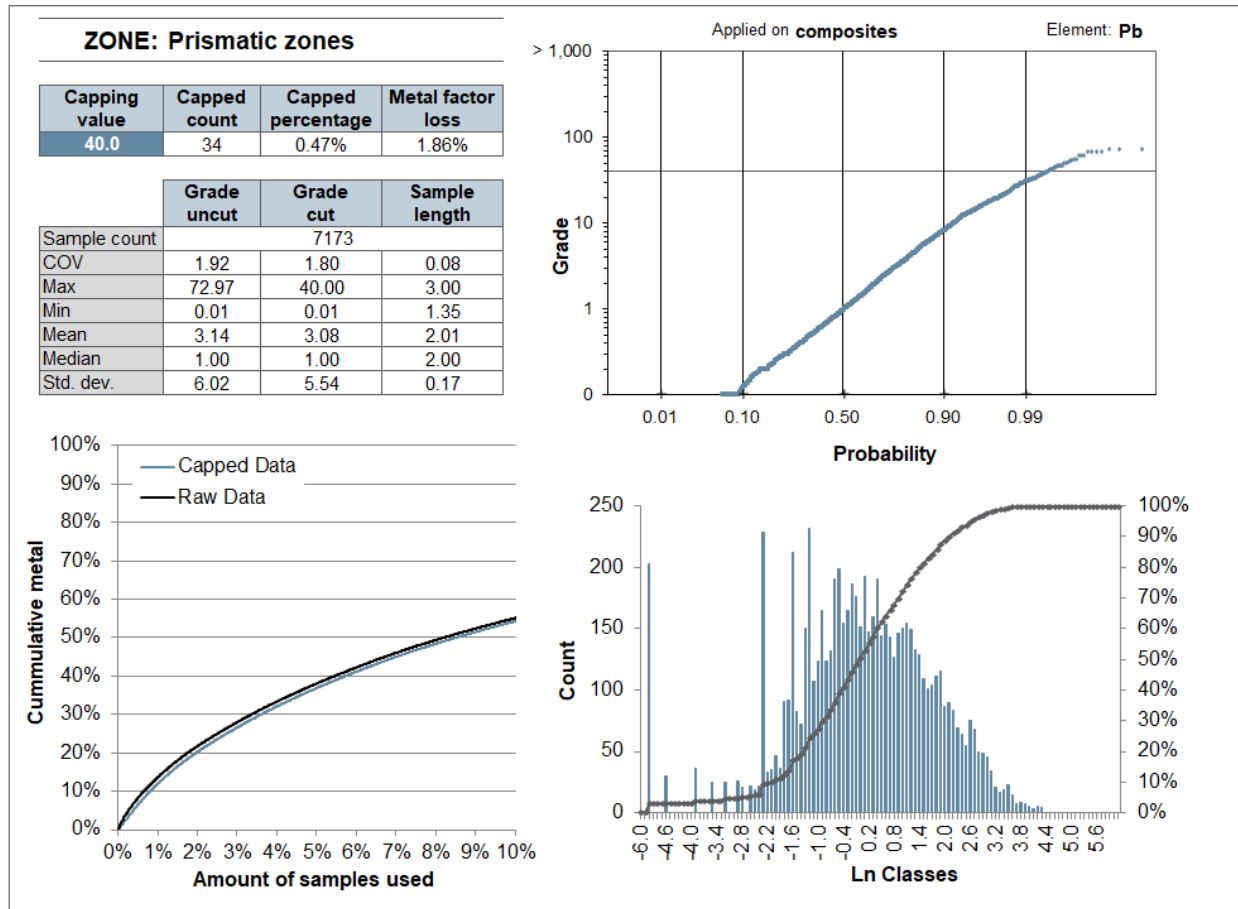 ZONE: Prismatic zones
Capping value Capped count Capped percentage Metal factor loss
40.0 34 0.47% 1.86%
Grade uncut Grade cut Sample length
Sample count 7173
COV 1.92 1.80 0.08
Max 72.97 40.00 3.00
Min 0.01 0.01 1.35
Mean 3.14 3.08 2.01
Median 1.00 1.00 2.00
Std. dev. 6.02 5.54 0.17
Applied on composites Element: Pb
> 1,000
100
10
1
0
Grade
0.01 0.10 0.50 0.90 0.99
Probability
100%
90%
80%
70%
60%
50%
40%
30%
20%
10%
0%
Cummulative metal
Capped Data
Raw Data
0% 1% 2% 3% 4% 5% 6% 7% 8% 9% 10%
Amount of samples used
250
200
150
100
50
0
Count
100%
90%
80%
70%
60%
50%
40%
30%
20%
10%
0%
-6.0 -4.6 -4.0 -3.4 -2.8 -2.2 -1.6 -1.0 -0.4 0.2 0.8 1.4 2.0 2.6 3.2 3.8 4.4 5.0 5.6
Ln Classes